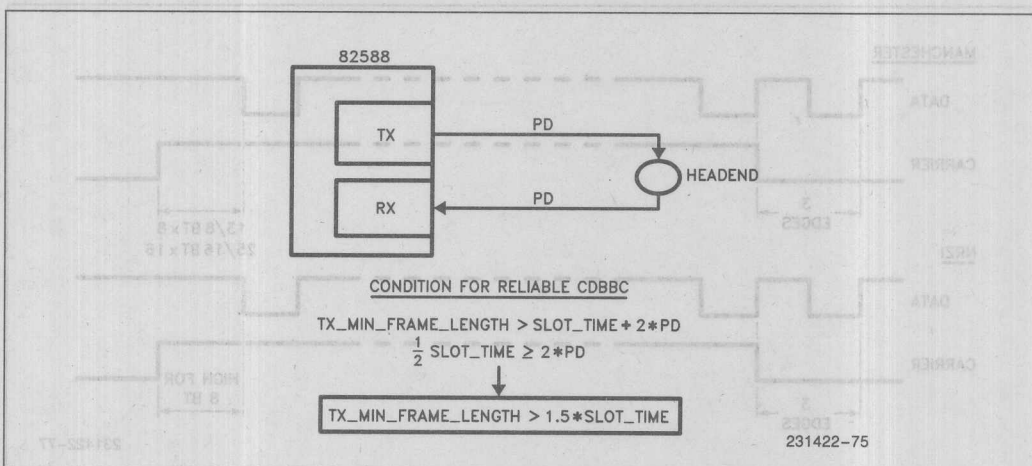 82588
TX
PD
HEADEND
RX
PD
CONDITION FOR RELIABLE CDBBC
TX_MIN_FRAME_LENGTH > SLOT_TIME + 2*PD
1/2 SLOT_TIME ≥ 2*PD
TX_MIN_FRAME_LENGTH > 1.5*SLOT_TIME
231422-75